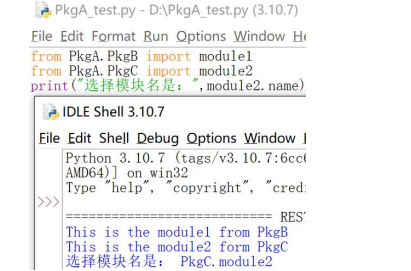 PkgA_test.py - D:\PkgA_test.py (3.10.7)
File Edit Format Run Options Window
from PkgA.PkgB import module1
from PkgA.PkgC import module2
print("选择模块名是：",module2.name)
IDLE Shell 3.10.7
File Edit Shell Debug Options Window
Python 3.10.7 (tags/v3.10.7:6cc6
AMD64)] on win32
Type "help", "copyright", "cred
>>>
=========================== RES
This is the module1 from PkgB
This is the module2 form PkgC
选择模块名是： PkgC.module2